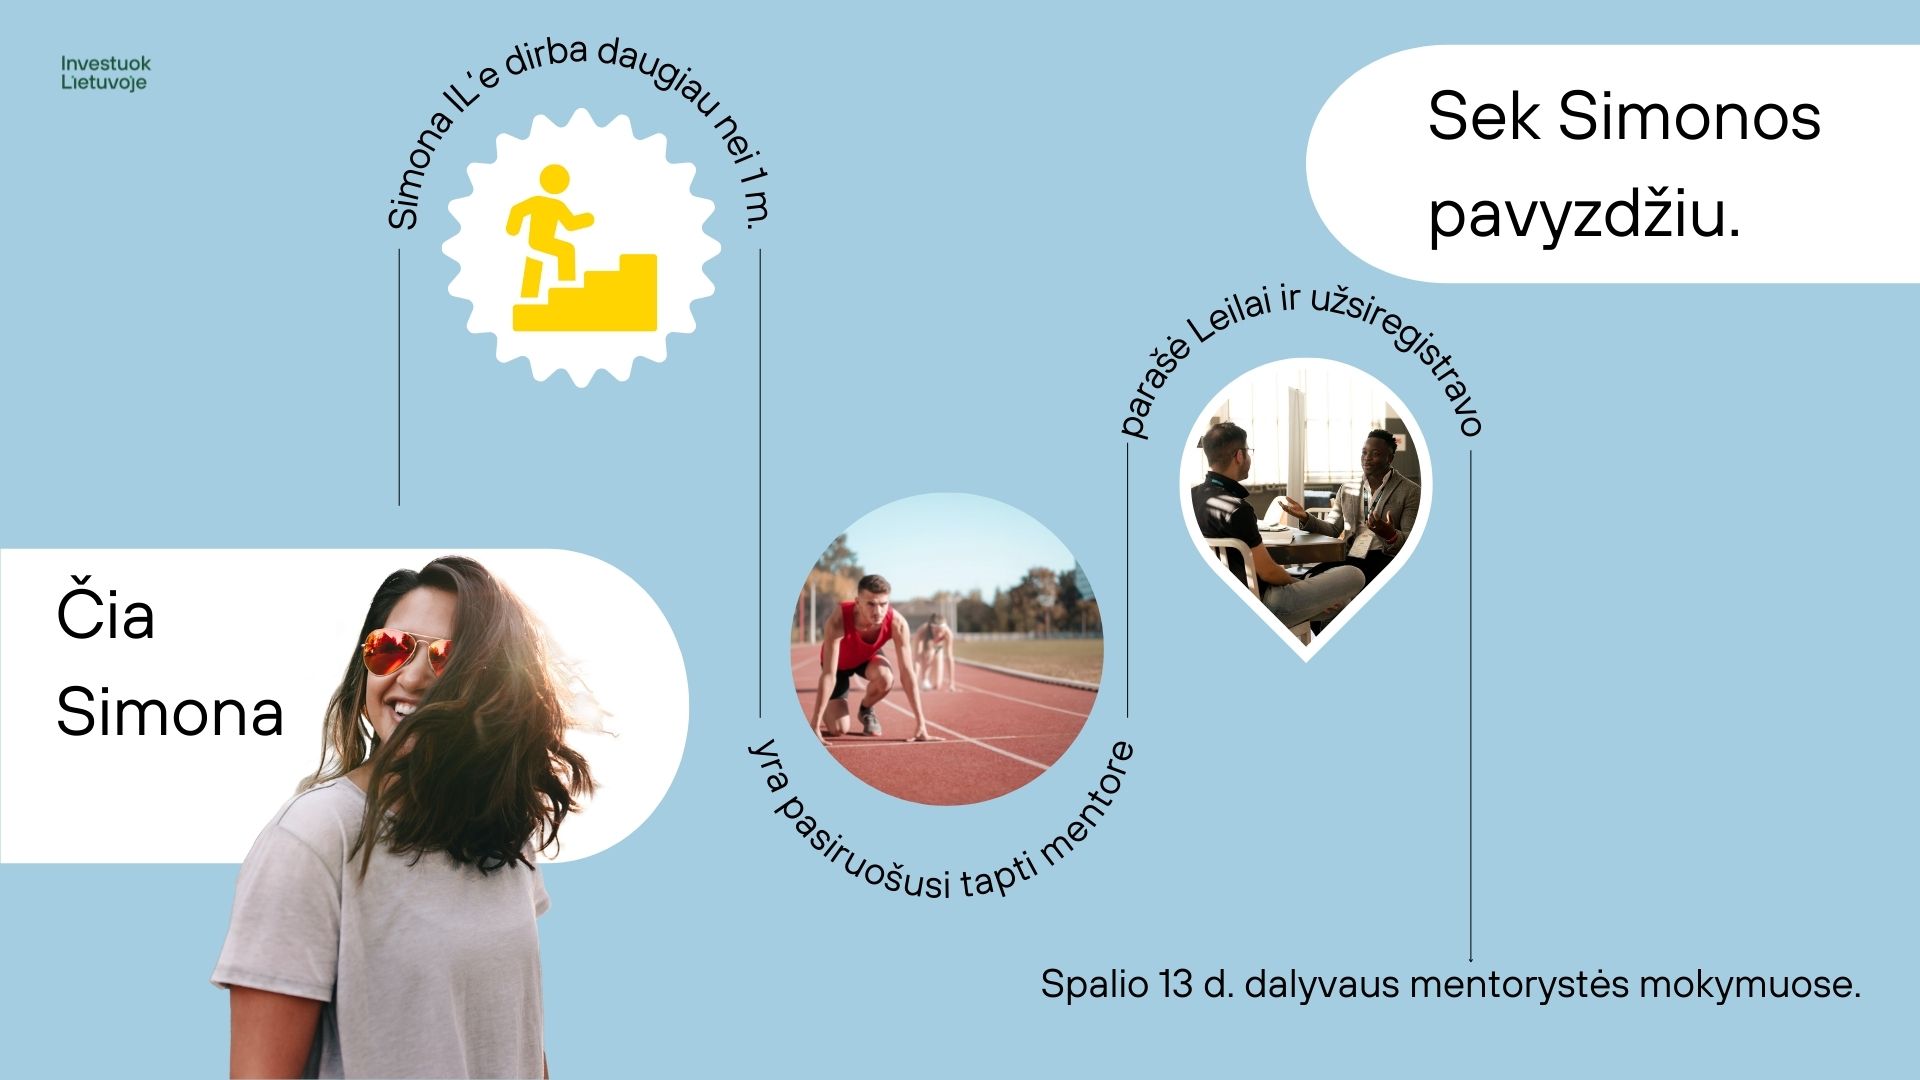 Investuok
Lietuvoje
Čia
Simona
Simona IL'e dirba daugiau nei 1 m.
yra pasiruošusi tapti mentore
parašė Leilai ir užsiregistravo
Spalio 13 d. dalyvaus mentorystės mokymuose.
Sek Simonos
pavyzdžiu.